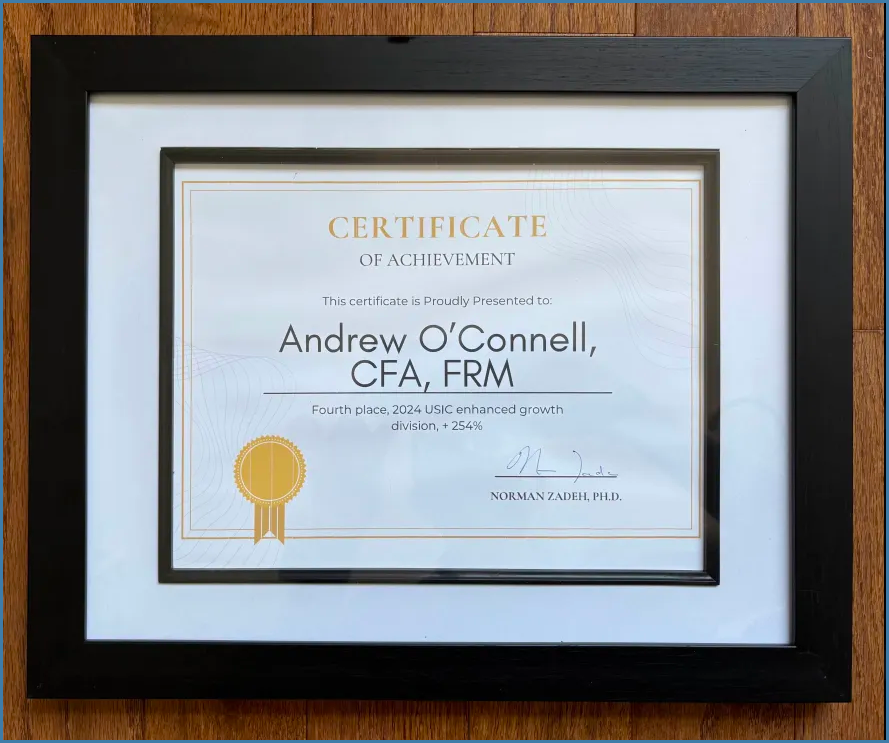 CERTIFICATE
OF ACHIEVEMENT
This certificate is Proudly Presented to:
Andrew O'Connell,
CFA, FRM
Fourth place, 2024 USIC enhanced growth
division, + 254%
NORMAN ZADEH, PH.D.